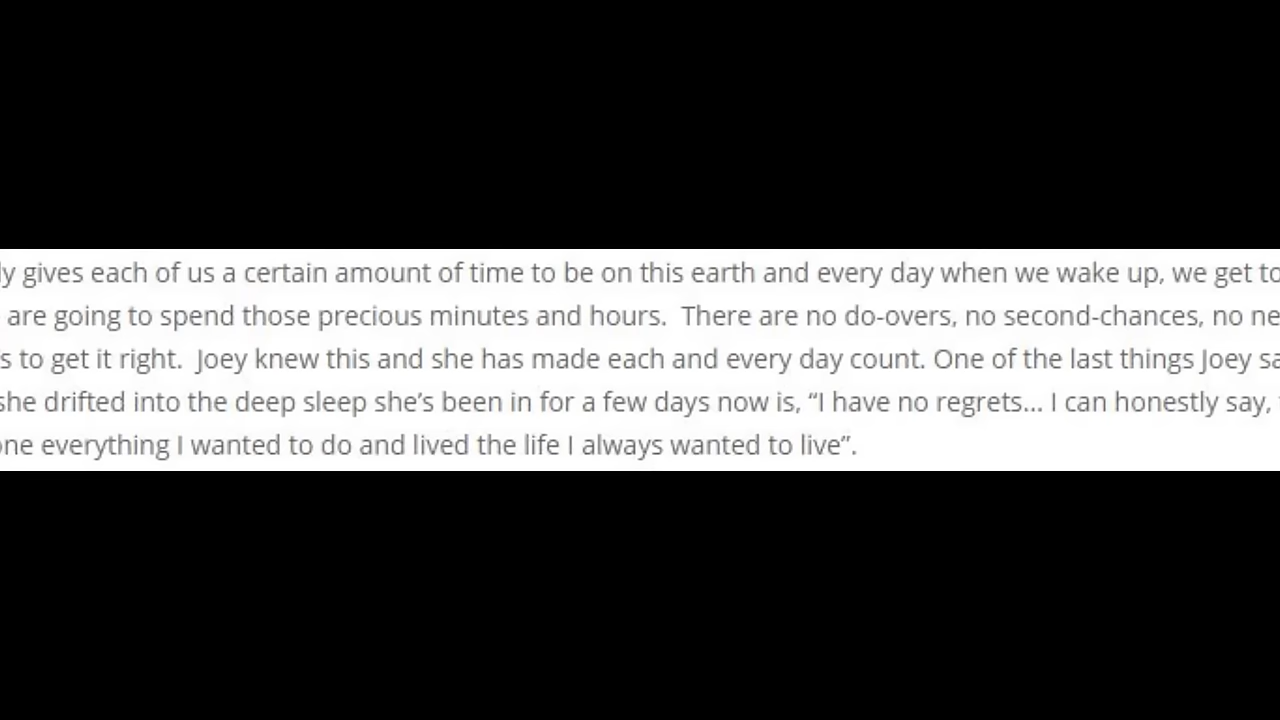 ly gives each of us a certain amount of time to be on this earth and every day when we wake up, we get to
are going to spend those precious minutes and hours.  There are no do-overs, no second-chances, no ne
s to get it right.  Joey knew this and she has made each and every day count. One of the last things Joey sa
she drifted into the deep sleep she’s been in for a few days now is, “I have no regrets... I can honestly say,
one everything I wanted to do and lived the life I always wanted to live”.